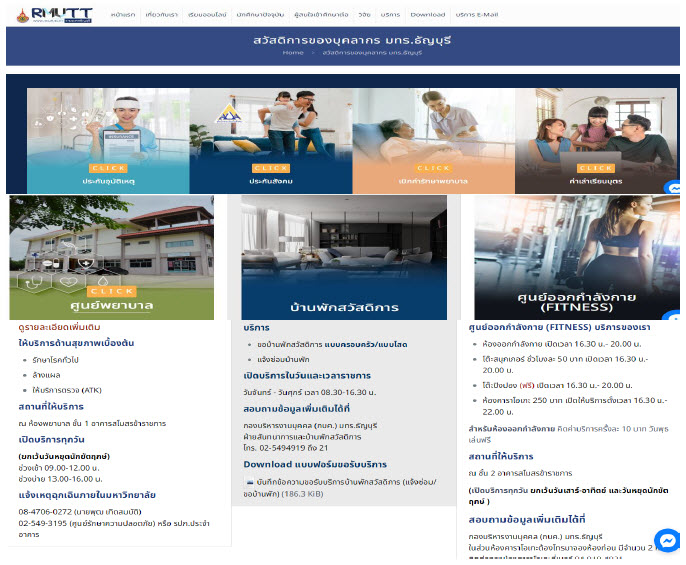 RMUTT
หน้าแรก เกี่ยวกับเรา เรียนออนไลน์ นักศึกษาปัจจุบัน ผู้สนใจเข้าศึกษาต่อ วิจัย บริการ Download บริการ E-Mail
สวัสดิการของบุคลากร มทร.ธัญบุรี
Home สวัสดิการของบุคลากร มทร.ธัญบุรี
CLICK
ประกันอุบัติเหตุ
CLICK
ประกันสังคม
CLICK
เบิกค่ารักษาพยาบาล
CLICK
ค่าเล่าเรียนบุตร
CLICK
ศูนย์พยาบาล
ดูรายละเอียดเพิ่มเติม
ให้บริการด้านสุขภาพเบื้องต้น
รักษาโรคทั่วไป
ล้างแผล
ให้บริการตรวจ (ATK)
สถานที่ให้บริการ
ณ ห้องพยาบาล ชั้น 1 อาคารสโมสรข้าราชการ
เปิดบริการทุกวัน
(ยกเว้นวันหยุดนักขัตฤกษ์)
ช่วงเช้า 09.00-12.00 น.
ช่วงบ่าย 13.00-16.00 น.
แจ้งเหตุฉุกเฉินภายในมหาวิทยาลัย
08-4706-0272 (นายพุฒ เกิดสมบัติ)
02-549-3195 (ศูนย์รักษาความปลอดภัย) หรือ รปภ.ประจำ
อาคาร
บ้านพักสวัสดิการ
บริการ
ขอบ้านพักสวัสดิการ แบบครอบครัว/แบบโสด
แจ้งซ่อมบ้านพัก
เปิดบริการในวันและเวลาราชการ
วันจันทร์ - วันศุกร์ เวลา 08.30-16.30 น.
สอบถามข้อมูลเพิ่มเติมได้ที่
กองบริหารงานบุคคล (กบค.) มทร.ธัญบุรี
ฝ่ายสันทนาการและบ้านพักสวัสดิการ
โทร. 02-5494919 ถึง 21
Download แบบฟอร์มขอรับบริการ
บันทึกข้อความขอรับบริการบ้านพักสวัสดิการ (แจ้งซ่อม/
ขอบ้านพัก) (186.3 KiB)
ศูนย์ออกกำลังกาย
(FITNESS)
ศูนย์ออกกำลังกาย (FITNESS) บริการของเรา
ห้องออกกำลังกาย เปิดเวลา 16.30 น.- 20.00 น.
โต๊ะสนุกเกอร์ ชั่วโมงละ 50 บาท เปิดเวลา 16.30 น.-
20.00 น.
โต๊ะปิงปอง (ฟรี) เปิดเวลา 16.30 น.- 20.00 น.
ห้องคาราโอเกะ 250 บาท เปิดให้บริการตั้งเวลา 16.30 น.-
22.00 น.
สำหรับห้องออกกำลังกาย คิดค่าบริการครั้งละ 10 บาท วันพุธ
เล่นฟรี
สถานที่ให้บริการ
ณ ชั้น 2 อาคารสโมสรข้าราชการ
(เปิดบริการทุกวัน ยกเว้นวันเสาร์-อาทิตย์ และวันหยุดนักขัต
ฤกษ์ )
สอบถามข้อมูลเพิ่มเติมได้ที่
กองบริหารงานบุคคล (กบค.) มทร.ธัญบุรี
ในส่วนห้องคาราโอเกะต้องโทรมาจองห้องก่อน มีจำนวน 2